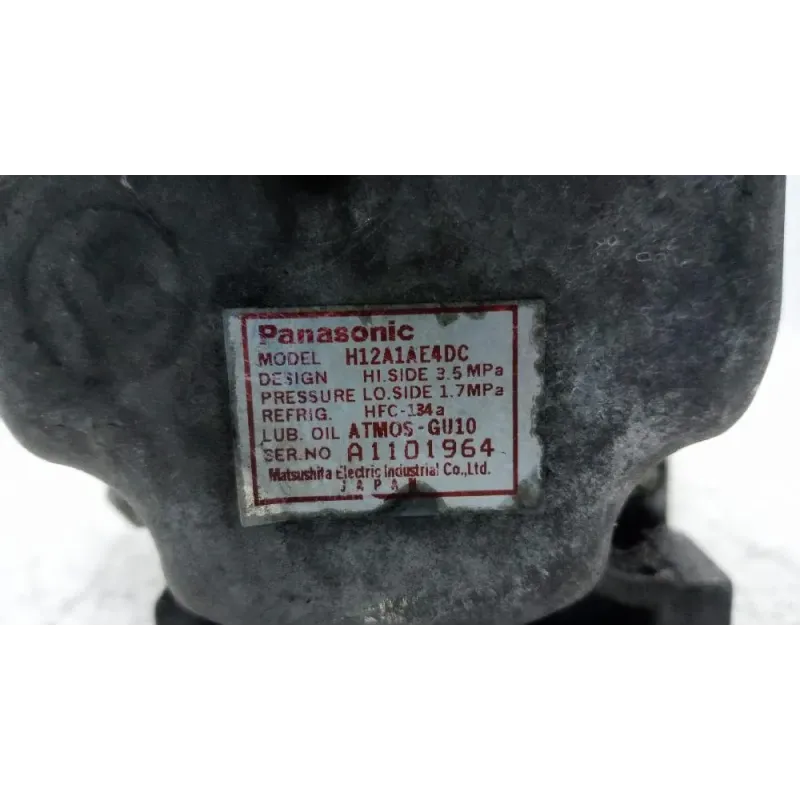 Panasonic
MODEL H12A1AE4DC
DESIGN HI.SIDE 3.5 MPa
PRESSURE LO.SIDE 1.7MPa
REFRIG. HFC-134a
LUB. OIL ATMOS-GU10
SER.NO A1101964
Matsushita Electric Industrial Co.,Ltd.
JAPAN